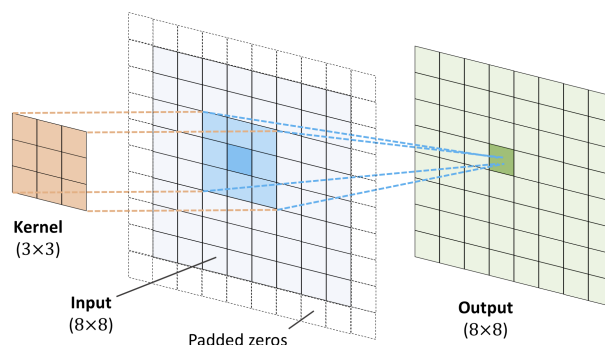 Kernel
(3×3)
Input
(8×8)
Padded zeros
Output
(8×8)